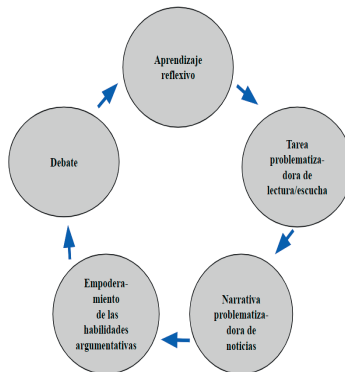 Aprendizaje
reflexivo
Tarea
problematiza-
dora de
lectura/escucha
Narrativa
problematiza-
dora de
noticias
Empodera-
miento
de las
habilidades
argumentativas
Debate